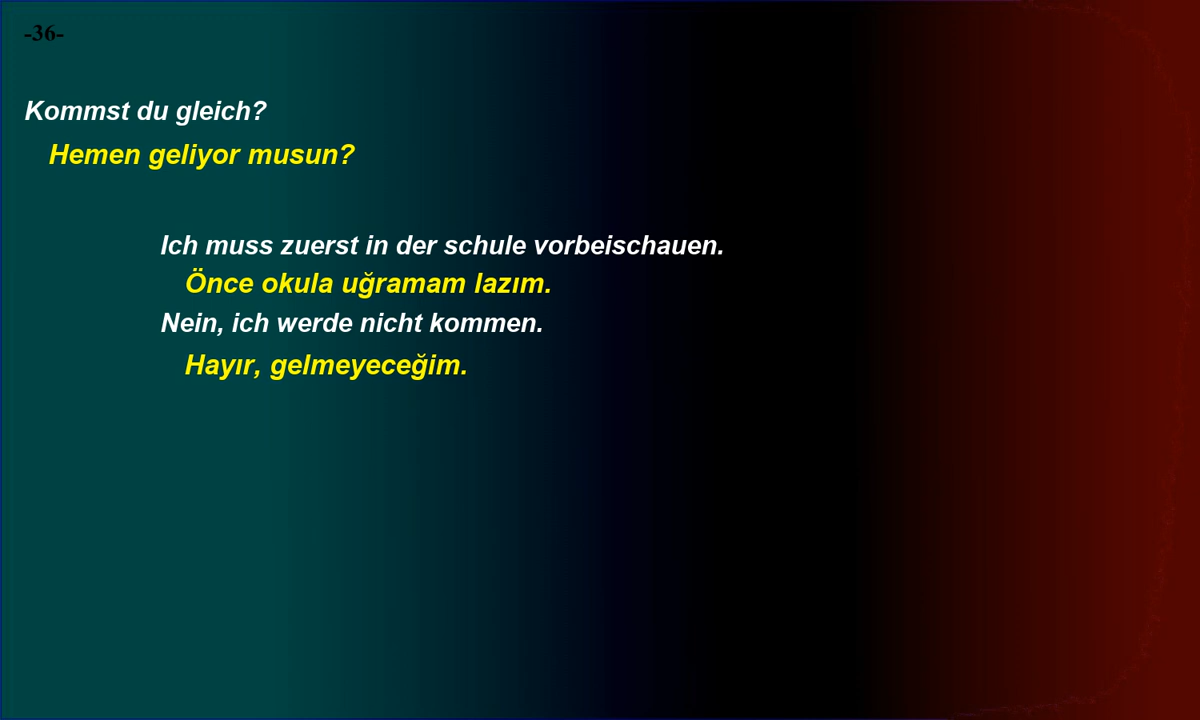 -36-
Kommst du gleich?
Hemen geliyor musun?
Ich muss zuerst in der schule vorbeischauen.
Önce okula uğramam lazım.
Nein, ich werde nicht kommen.
Hayır, gelmeyeceğim.